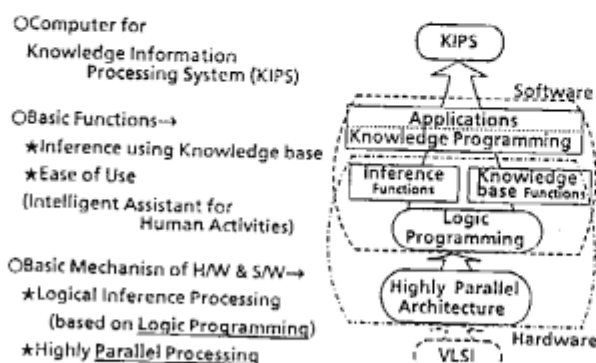 ○Computer for
Knowledge Information
Processing System (KIPS)
○Basic Functions→
★Inference using Knowledge base
★Ease of Use
(Intelligent Assistant for
Human Activities)
○Basic Mechanisn of H/W & S/W→
★Logical Inference Processing
(based on Logic Programming)
★Highly Parallel Processing
KIPS
Software
Applications
Knowledge Programming
Inference
Functions
Knowledge
base Functions
Logic
Programming
Highly Parallel
Architecture
Hardware
VLSI